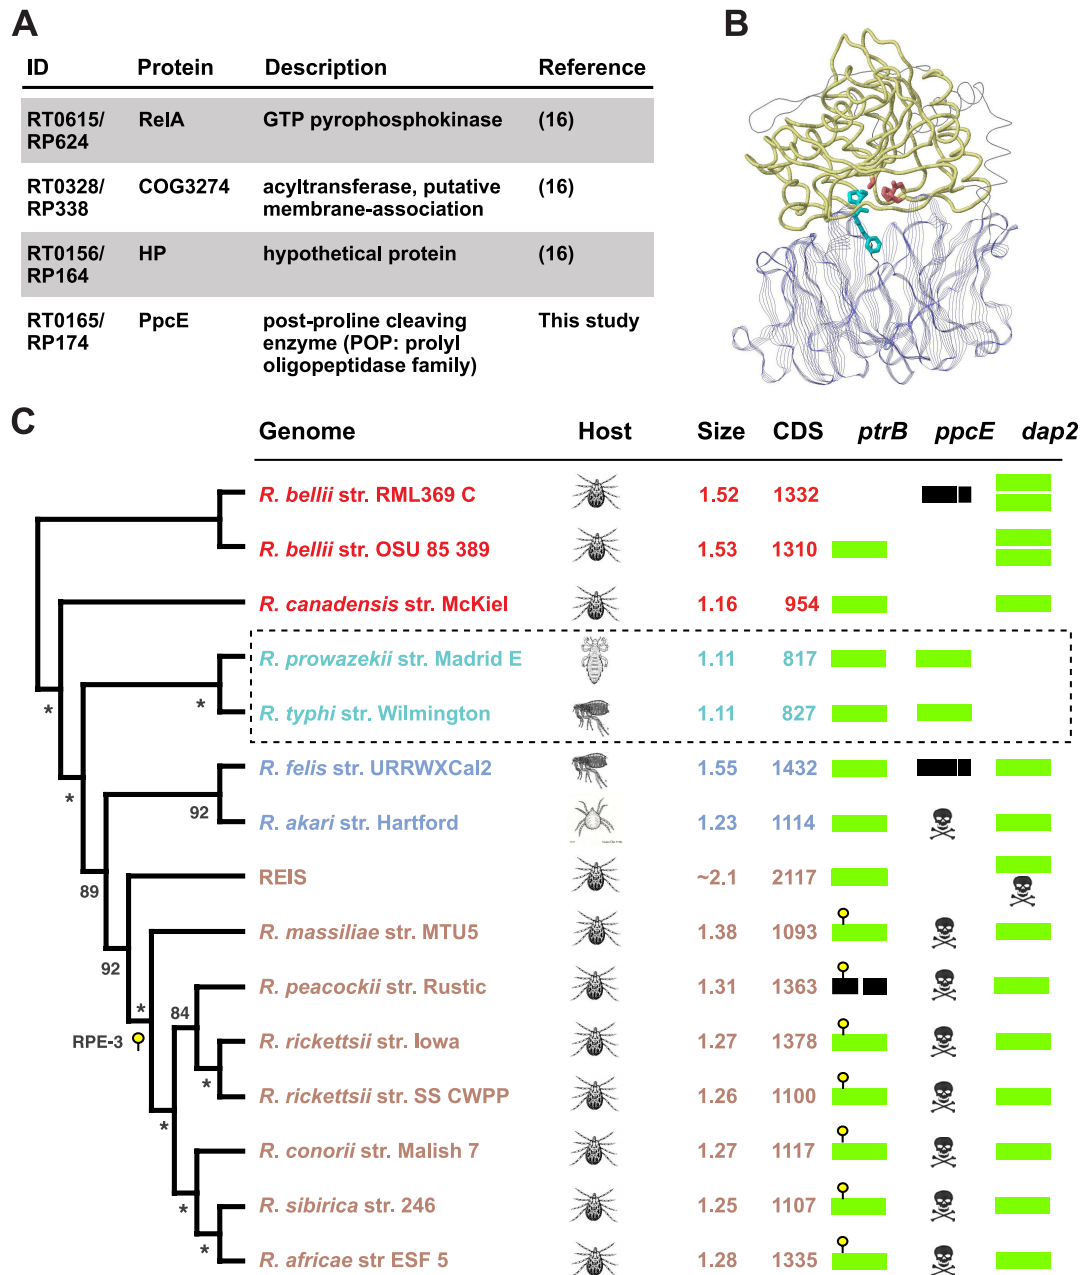 A
ID Protein Description Reference
RT0615/ RelA GTP pyrophosphokinase (16)
RP624
RT0328/ COG3274 acyltransferase, putative (16)
RP338 membrane-association
RT0156/ HP hypothetical protein (16)
RP164
RT0165/ PpcE post-proline cleaving This study
RP174 enzyme (POP: prolyl
oligopeptidase family)
B
C
Genome Host Size CDS ptrB ppcE dap2
R. bellii str. RML369 C 1.52 1332
R. bellii str. OSU 85 389 1.53 1310
R. canadensis str. McKiel 1.16 954
R. prowazekii str. Madrid E 1.11 817
R. typhi str. Wilmington 1.11 827
R. felis str. URRWXCal2 1.55 1432
R. akari str. Hartford 1.23 1114
REIS ~2.1 2117
R. massiliae str. MTU5 1.38 1093
R. peacockii str. Rustic 1.31 1363
R. rickettsii str. Iowa 1.27 1378
R. rickettsii str. SS CWPP 1.26 1100
R. conorii str. Malish 7 1.27 1117
R. sibirica str. 246 1.25 1107
R. africae str ESF 5 1.28 1335
*
*
*
92
89
92
*
RPE-3
84
*
*
*
*